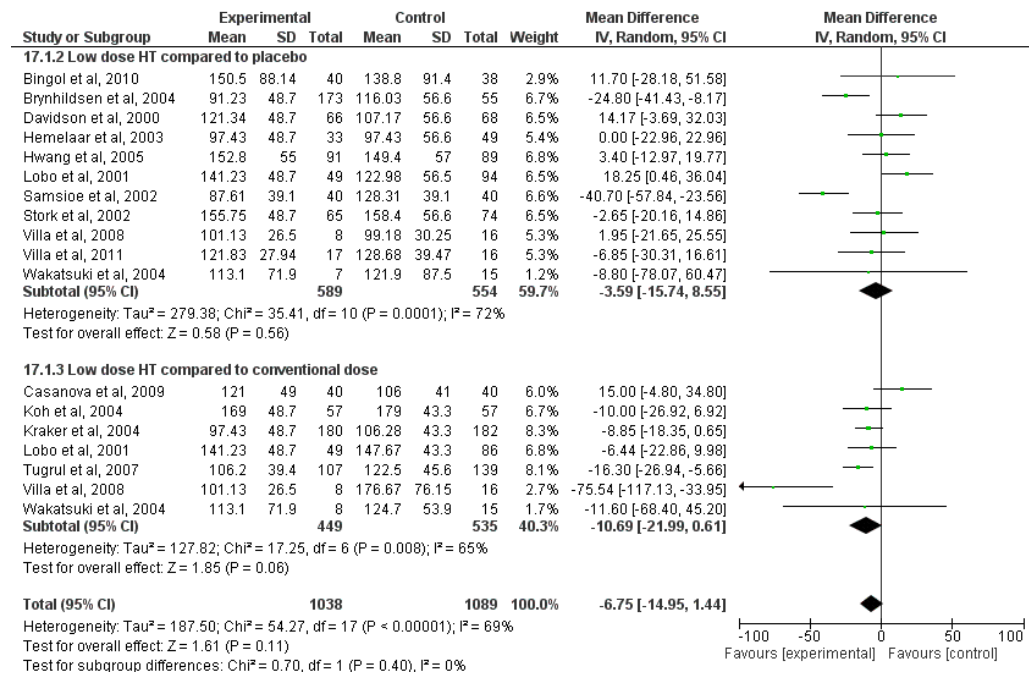 Experimental Control Mean Difference Mean Difference
Study or Subgroup Mean SD Total Mean SD Total Weight IV, Random, 95% CI IV, Random, 95% CI
17.1.2 Low dose HT compared to placebo
Bingol et al, 2010 150.5 88.14 40 138.8 91.4 38 2.9% 11.70 [-28.18, 51.58]
Brynhildsen et al, 2004 91.23 48.7 173 116.03 56.6 55 6.7% -24.80 [-41.43, -8.17]
Davidson et al, 2000 121.34 48.7 66 107.17 56.6 68 6.4% 14.17 [-3.69, 32.03]
Hemelaar et al, 2003 97.43 48.7 33 97.43 56.6 49 5.4% 0.00 [-22.96, 22.96]
Hwang et al, 2005 152.8 55 91 149.4 57 89 6.8% 3.40 [-12.97, 19.77]
Lobo et al, 2001 141.23 48.7 49 122.98 56.5 94 6.4% 18.25 [0.46, 36.04]
Samsioe et al, 2002 87.61 39.1 40 128.31 39.1 40 6.6% -40.70 [-57.84, -23.56]
Stork et al, 2002 155.75 48.7 65 158.4 56.6 74 6.5% -2.65 [-20.16, 14.86]
Villa et al, 2008 101.13 26.5 8 99.18 30.25 16 5.3% 1.95 [-21.65, 25.55]
Villa et al, 2011 121.83 27.94 17 128.68 39.47 16 5.3% -6.85 [-30.31, 16.61]
Wakatsuki et al, 2004 113.1 71.9 7 121.9 87.5 15 1.2% -8.80 [-78.07, 60.47]
Subtotal (95% CI) 589 554 59.7% -3.59 [-15.74, 8.55]
Heterogeneity: Tau² = 279.38; Chi² = 35.41, df = 10 (P = 0.0001); I² = 72%
Test for overall effect: Z = 0.58 (P = 0.56)
17.1.3 Low dose HT compared to conventional dose
Casanova et al, 2009 121 49 40 106 41 40 6.0% 15.00 [-4.80, 34.80]
Koh et al, 2004 169 48.7 57 179 43.3 57 6.7% -10.00 [-26.92, 6.92]
Kraker et al, 2004 97.43 48.7 180 106.28 43.3 182 8.3% -8.85 [-18.35, 0.65]
Lobo et al, 2001 141.23 48.7 49 147.67 43.3 86 6.8% -6.44 [-22.86, 9.98]
Tugrul et al, 2007 106.2 39.4 107 122.5 45.6 139 8.1% -16.30 [-26.94, -5.66]
Villa et al, 2008 101.13 26.5 8 176.67 76.15 16 2.7% -75.54 [-117.13, -33.95]
Wakatsuki et al, 2004 113.1 71.9 8 124.7 53.9 15 1.7% -11.60 [-68.40, 45.20]
Subtotal (95% CI) 449 535 40.3% -10.69 [-21.99, 0.61]
Heterogeneity: Tau² = 127.82; Chi² = 17.25, df = 6 (P = 0.008); I² = 65%
Test for overall effect: Z = 1.85 (P = 0.06)
Total (95% CI) 1038 1089 100.0% -6.75 [-14.95, 1.44]
Heterogeneity: Tau² = 187.50; Chi² = 54.27, df = 17 (P < 0.00001); I² = 69%
Test for overall effect: Z = 1.61 (P = 0.11)
Test for subgroup differences: Chi² = 0.70, df = 1 (P = 0.40), I² = 0%
-100 -50 0 50 100
Favours [experimental] Favours [control]